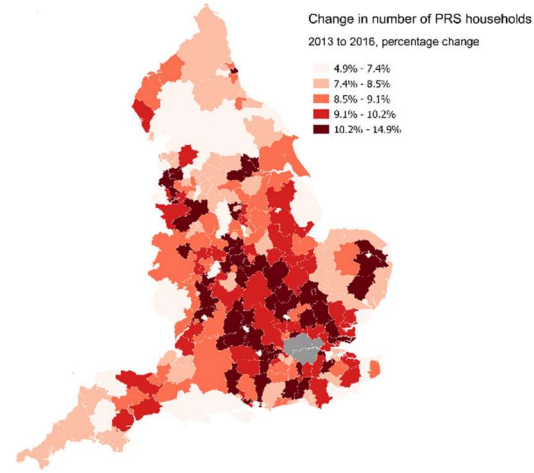 Change in number of PRS households
2013 to 2016, percentage change
4.9% - 7.4%
7.4% - 8.5%
8.5% - 9.1%
9.1% - 10.2%
10.2% - 14.9%